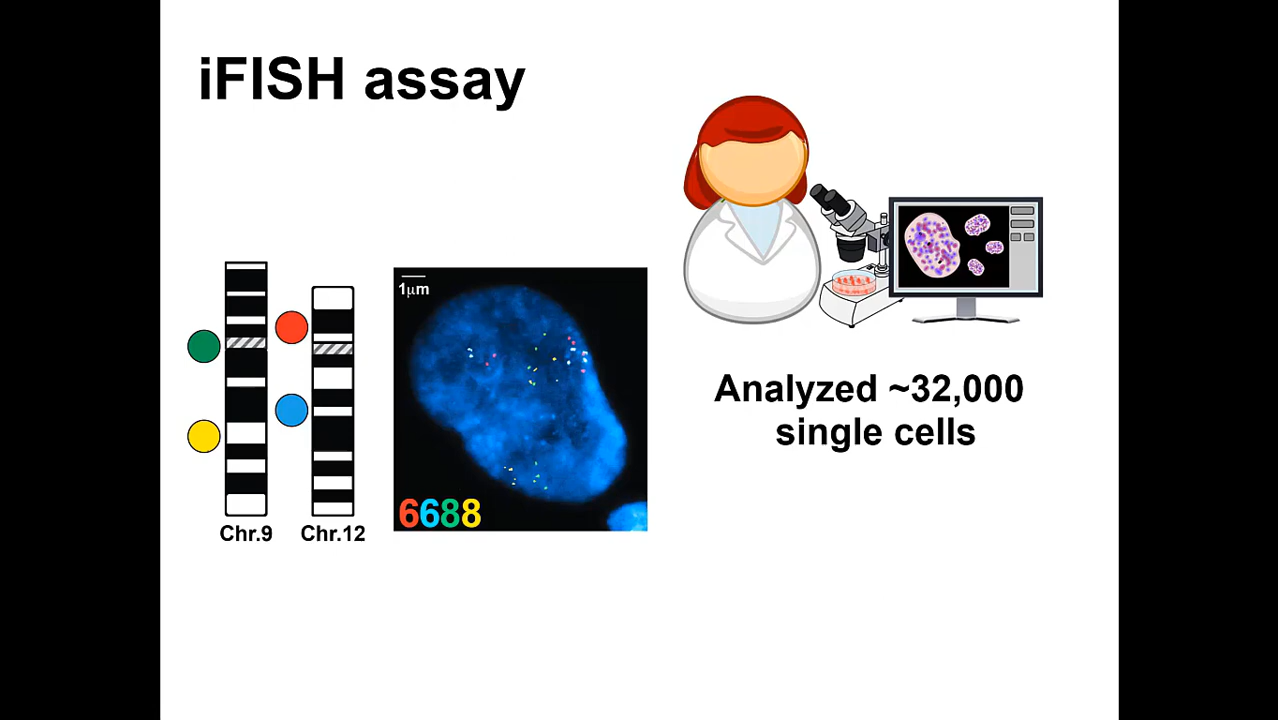 iFISH assay
1μm
6688
Chr.9
Chr.12
Analyzed ~32,000
single cells